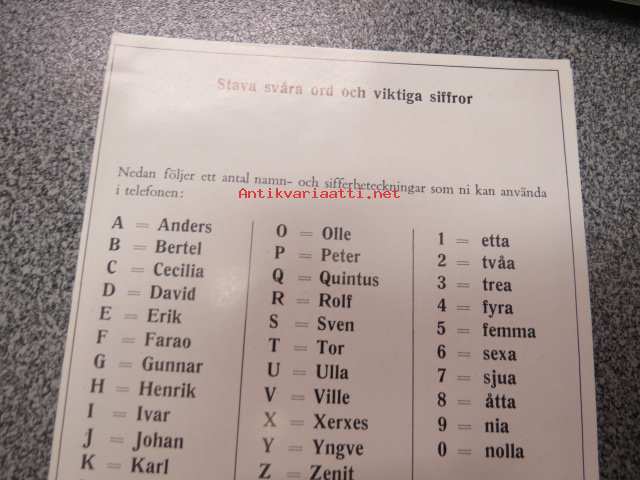 Stava svåra ord och viktiga siffror
Nedan följer ett antal namn- och sifferbeteckningar som ni kan använda
i telefonen:
Antikvariaatti.net
A = Anders
B = Bertel
C = Cecilia
D = David
E = Erik
F = Farao
G = Gunnar
H = Henrik
I = Ivar
J = Johan
K = Karl
O = Olle
P = Peter
Q = Quintus
R = Rolf
S = Sven
T = Tor
U = Ulla
V = Ville
X = Xerxes
Y = Yngve
Z = Zenit
1 = etta
2 = tvåa
3 = trea
4 = fyra
5 = femma
6 = sexa
7 = sjua
8 = åtta
9 = nia
0 = nolla